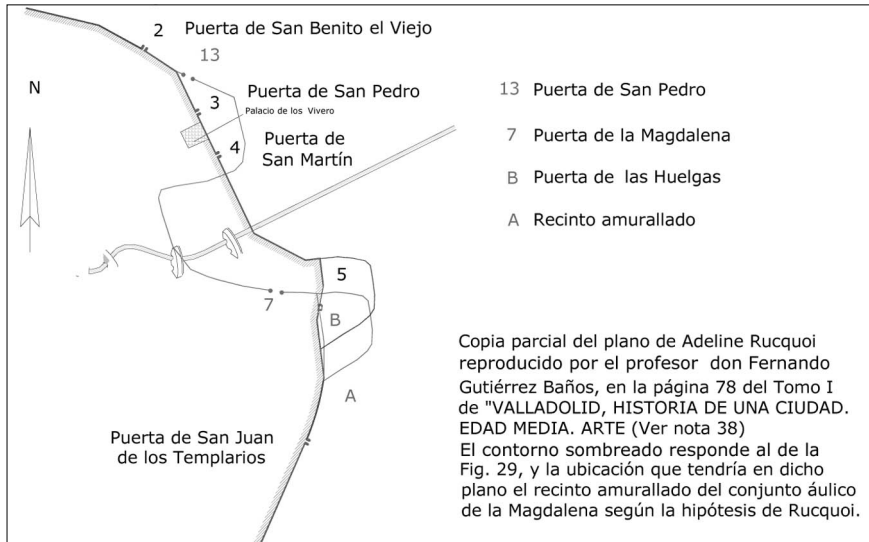 2 Puerta de San Benito el Viejo
13
N
3 Puerta de San Pedro
Palacio de los Vivero
4 Puerta de
San Martín
5
7
B
A
Puerta de San Juan
de los Templarios
13 Puerta de San Pedro
7 Puerta de la Magdalena
B Puerta de las Huelgas
A Recinto amurallado
Copia parcial del plano de Adeline Rucquoi
reproducido por el profesor don Fernando
Gutiérrez Baños, en la página 78 del Tomo I
de "VALLADOLID, HISTORIA DE UNA CIUDAD.
EDAD MEDIA. ARTE (Ver nota 38)
El contorno sombreado responde al de la
Fig. 29, y la ubicación que tendría en dicho
plano el recinto amurallado del conjunto áulico
de la Magdalena según la hipótesis de Rucquoi.